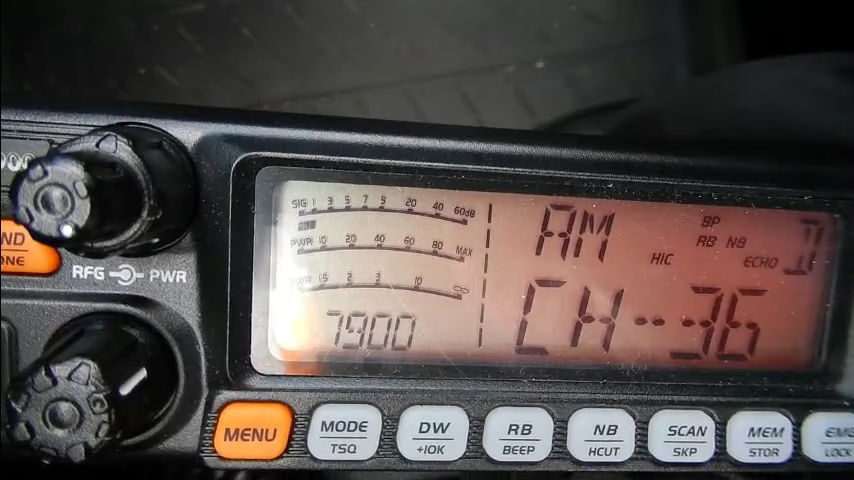 SIG 1 3 5 7 9 20 40 60dB
PWR 10 20 40 60 80 MAX
1.5 2 3 10 ∞
7900
AM
BP
RB NB
HIC
ECHO
D
CH--36
RFG PWR
MENU
MODE
TSQ
DW
+10K
RB
BEEP
NB
HCUT
SCAN
SKP
MEM
STOR
LOCK